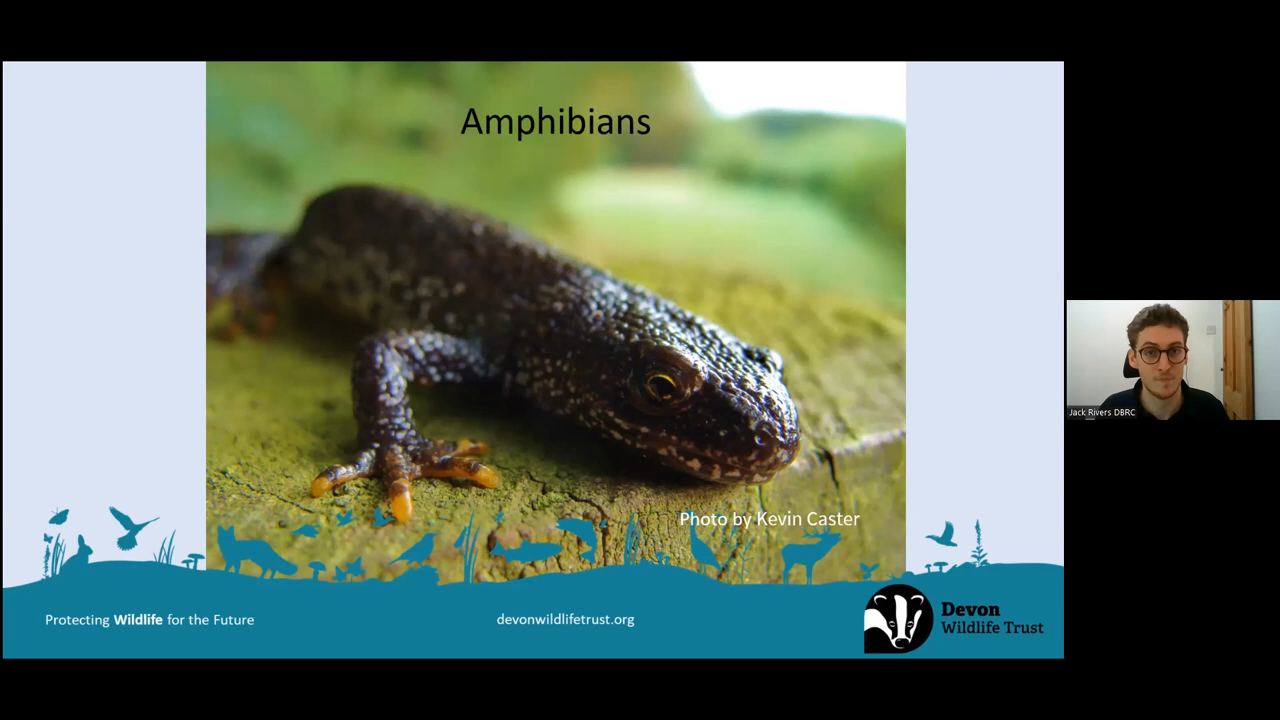 Amphibians
Photo by Kevin Caster
Protecting Wildlife for the Future
devonwildlifetrust.org
Devon
Wildlife Trust
Jack Rivers DBRC